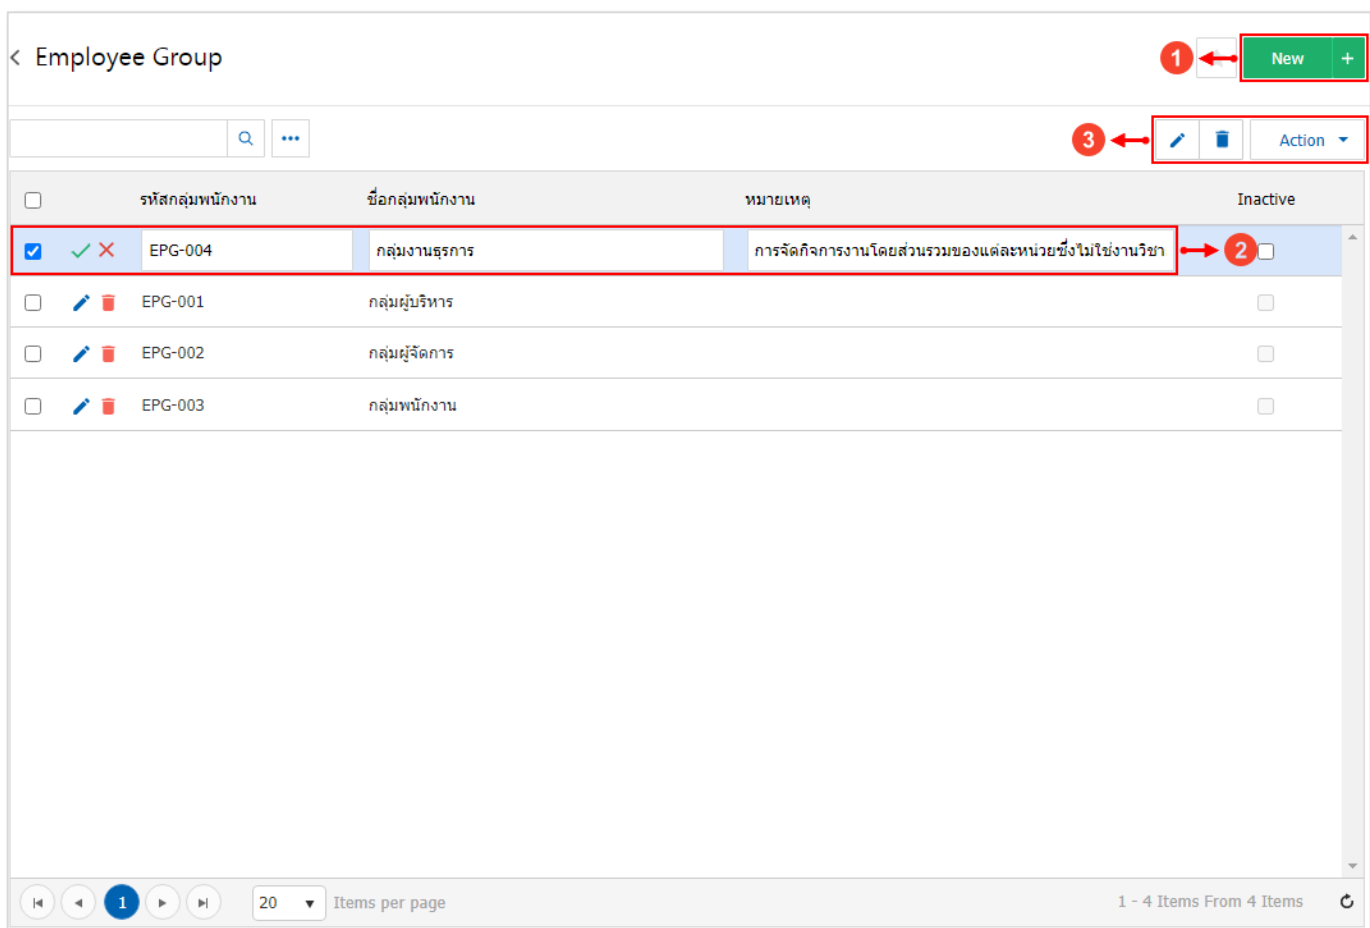 Employee Group
1
New +
3
Action
รหัสกลุ่มพนักงาน ชื่อกลุ่มพนักงาน หมายเหตุ Inactive
EPG-004 กลุ่มงานธุรการ การจัดกิจการงานโดยส่วนรวมของแต่ละหน่วยซึ่งไม่ใช่งานวิชา 2
EPG-001 กลุ่มผู้บริหาร
EPG-002 กลุ่มผู้จัดการ
EPG-003 กลุ่มพนักงาน
1 20 Items per page 1 - 4 Items From 4 Items